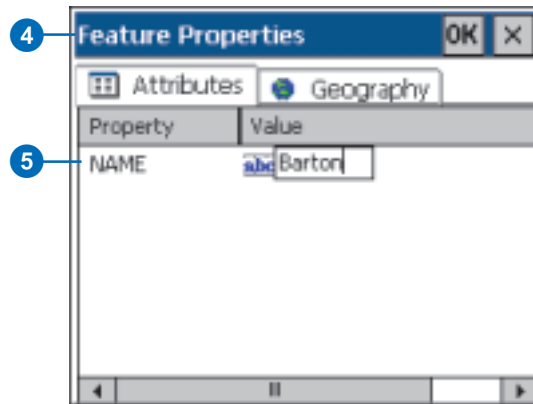 4 Feature Properties OK
Attributes Geography
Property Value
5 NAME abc Barton